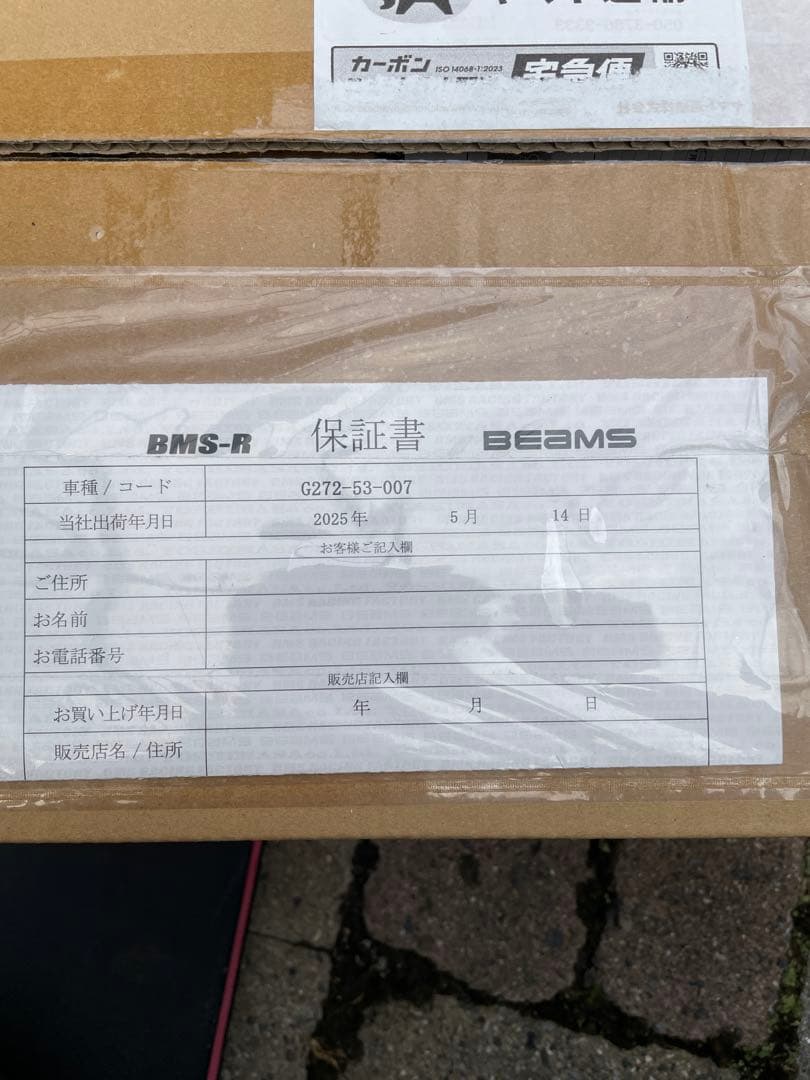 カーボン ISO 14068-1:2023 宅急便
BMS-R 保証書 BEAMS
車種 / コード G272-53-007
当社出荷年月日 2025年 5月 14日
お客様ご記入欄
ご住所
お名前
お電話番号
販売店記入欄
お買い上げ年月日 年 月 日
販売店名 / 住所